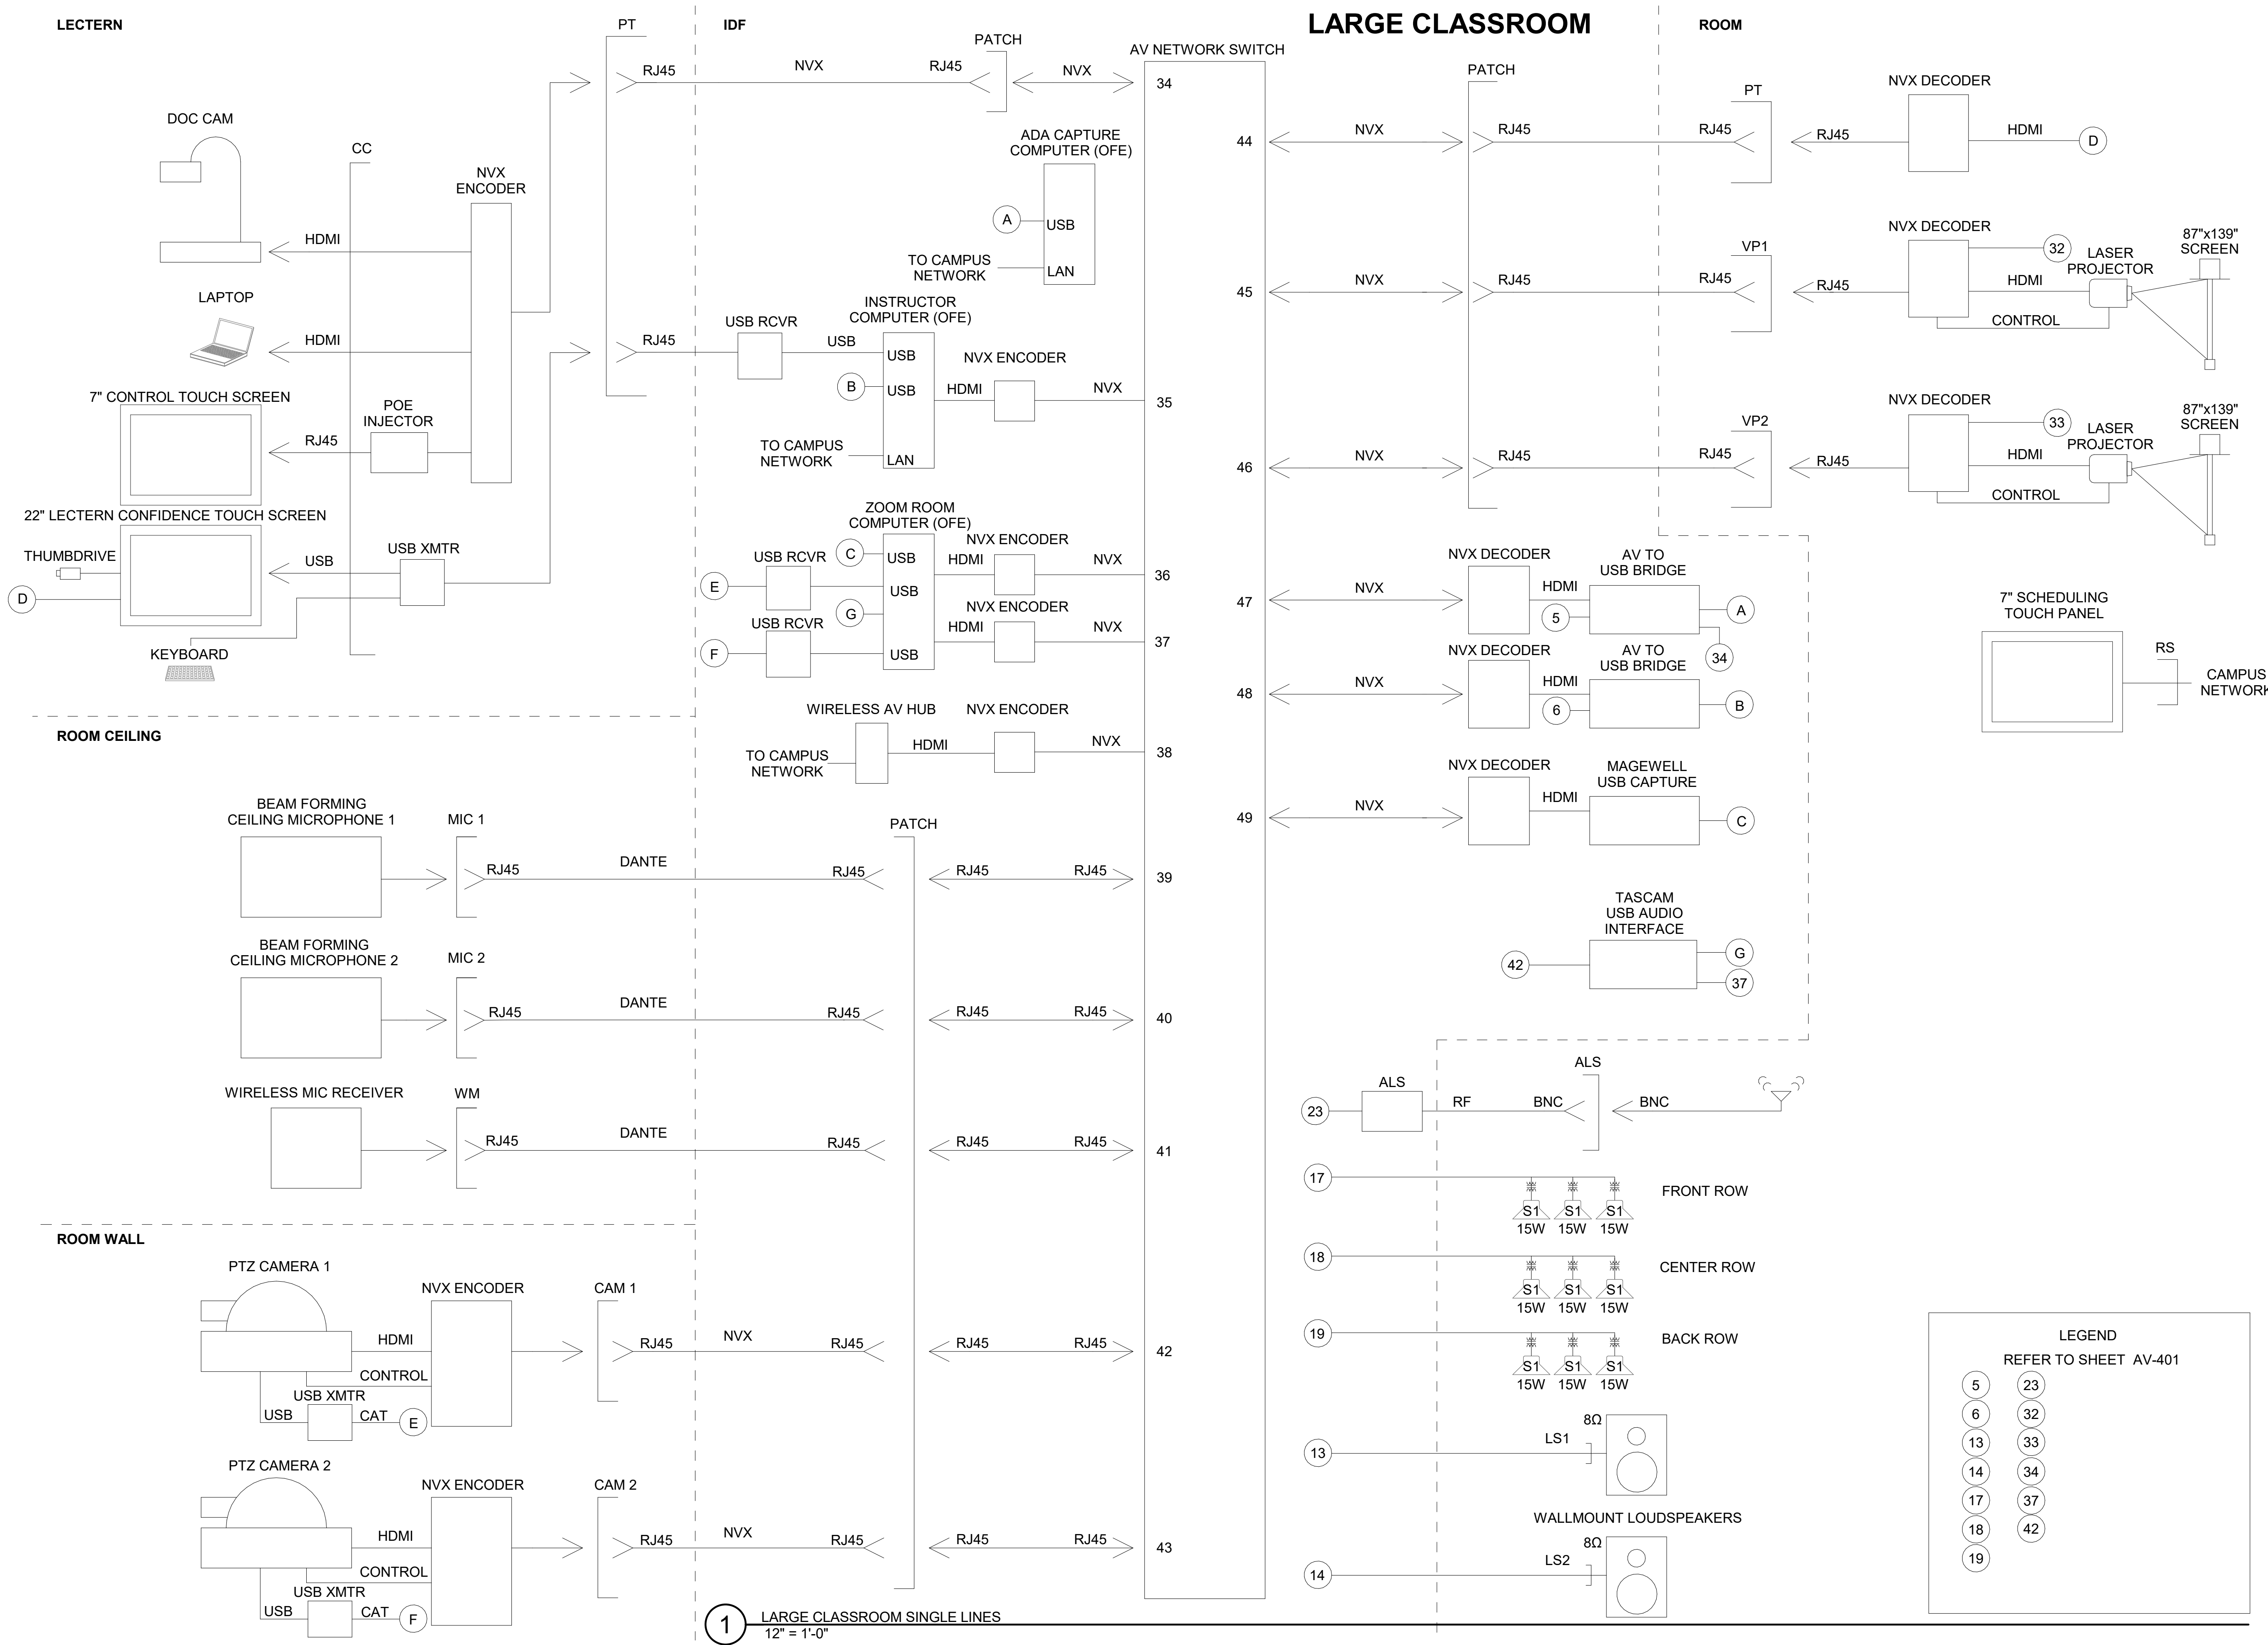 LARGE CLASSROOM
LECTERN
PT
IDF
PATCH
AV NETWORK SWITCH
RJ45
NVX
RJ45
NVX
34
DOC CAM
CC
NVX
ENCODER
HDMI
LAPTOP
HDMI
7" CONTROL TOUCH SCREEN
POE
INJECTOR
RJ45
22" LECTERN CONFIDENCE TOUCH SCREEN
THUMBDRIVE
USB
USB XMTR
D
KEYBOARD
ADA CAPTURE
COMPUTER (OFE)
A
USB
TO CAMPUS
NETWORK
LAN
RJ45
USB RCVR
USB
INSTRUCTOR
COMPUTER (OFE)
USB
B
USB
HDMI
NVX ENCODER
NVX
35
TO CAMPUS
NETWORK
LAN
ZOOM ROOM
COMPUTER (OFE)
C
USB
HDMI
NVX ENCODER
NVX
36
E
USB RCVR
USB
G
NVX ENCODER
HDMI
NVX
37
F
USB RCVR
USB
WIRELESS AV HUB
NVX ENCODER
TO CAMPUS
NETWORK
HDMI
NVX
38
ROOM CEILING
BEAM FORMING
CEILING MICROPHONE 1
MIC 1
RJ45
DANTE
RJ45
PATCH
RJ45
RJ45
39
BEAM FORMING
CEILING MICROPHONE 2
MIC 2
RJ45
DANTE
RJ45
RJ45
RJ45
40
WIRELESS MIC RECEIVER
WM
RJ45
DANTE
RJ45
RJ45
RJ45
41
ROOM WALL
PTZ CAMERA 1
NVX ENCODER
CAM 1
HDMI
CONTROL
USB XMTR
USB
CAT
E
RJ45
NVX
RJ45
RJ45
RJ45
42
PTZ CAMERA 2
NVX ENCODER
CAM 2
HDMI
CONTROL
USB XMTR
USB
CAT
F
RJ45
NVX
RJ45
RJ45
RJ45
43
ROOM
PATCH
44
NVX
RJ45
RJ45
PT
RJ45
NVX DECODER
HDMI
D
45
NVX
RJ45
RJ45
VP1
RJ45
NVX DECODER
32
HDMI
CONTROL
LASER
PROJECTOR
87"x139"
SCREEN
46
NVX
RJ45
RJ45
VP2
RJ45
NVX DECODER
33
HDMI
CONTROL
LASER
PROJECTOR
87"x139"
SCREEN
47
NVX
NVX DECODER
HDMI
5
AV TO
USB BRIDGE
A
34
48
NVX
NVX DECODER
HDMI
6
AV TO
USB BRIDGE
B
49
NVX
NVX DECODER
HDMI
MAGEWELL
USB CAPTURE
C
7" SCHEDULING
TOUCH PANEL
RS
CAMPUS
NETWORK
TASCAM
USB AUDIO
INTERFACE
42
G
37
23
ALS
RF
BNC
ALS
BNC
17
S1 S1 S1
15W 15W 15W
FRONT ROW
18
S1 S1 S1
15W 15W 15W
CENTER ROW
19
S1 S1 S1
15W 15W 15W
BACK ROW
13
LS1
8Ω
WALLMOUNT LOUDSPEAKERS
14
LS2
8Ω
LEGEND
REFER TO SHEET AV-401
5 23
6 32
13 33
14 34
17 37
18 42
19
1
LARGE CLASSROOM SINGLE LINES
12" = 1'-0"